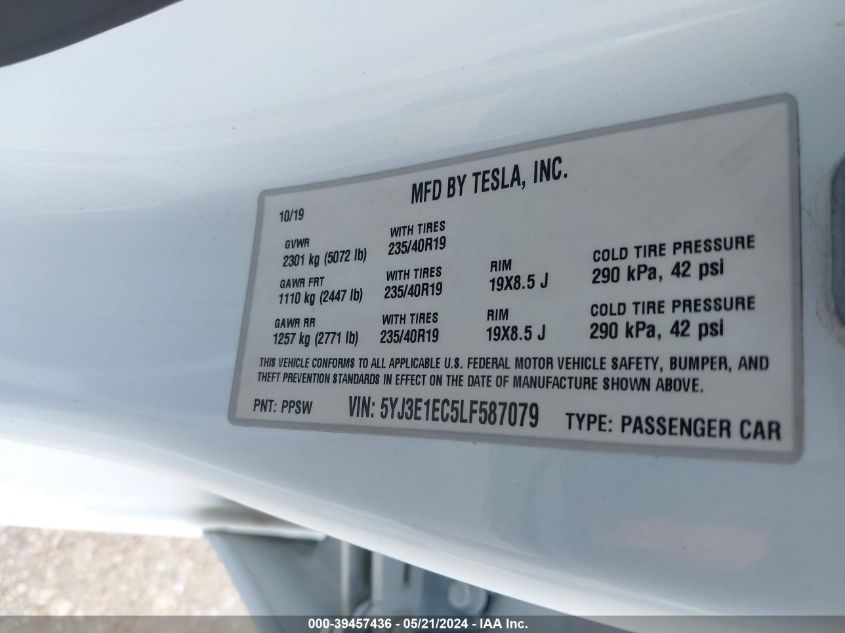 MFD BY TESLA, INC.
10/19
GVWR
2301 kg (5072 lb)
WITH TIRES
235/40R19
GAWR FRT
1110 kg (2447 lb)
WITH TIRES
235/40R19
RIM
19X8.5 J
COLD TIRE PRESSURE
290 kPa, 42 psi
GAWR RR
1257 kg (2771 lb)
WITH TIRES
235/40R19
RIM
19X8.5 J
COLD TIRE PRESSURE
290 kPa, 42 psi
THIS VEHICLE CONFORMS TO ALL APPLICABLE U.S. FEDERAL MOTOR VEHICLE SAFETY, BUMPER, AND
THEFT PREVENTION STANDARDS IN EFFECT ON THE DATE OF MANUFACTURE SHOWN ABOVE.
PNT: PPSW VIN: 5YJ3E1EC5LF587079 TYPE: PASSENGER CAR
000-39457436 - 05/21/2024 - IAA Inc.